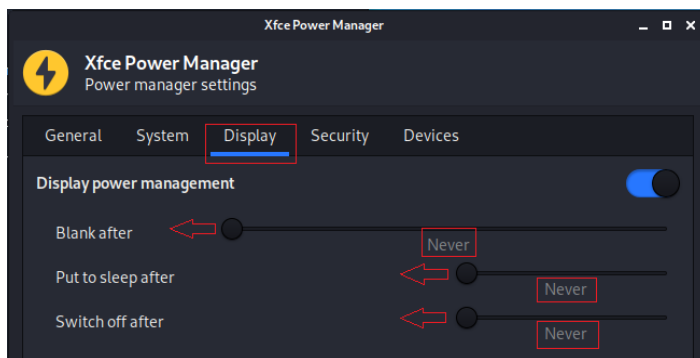 Xfce Power Manager
Xfce Power Manager
Power manager settings
General System Display Security Devices
Display power management
Blank after
Never
Put to sleep after
Never
Switch off after
Never